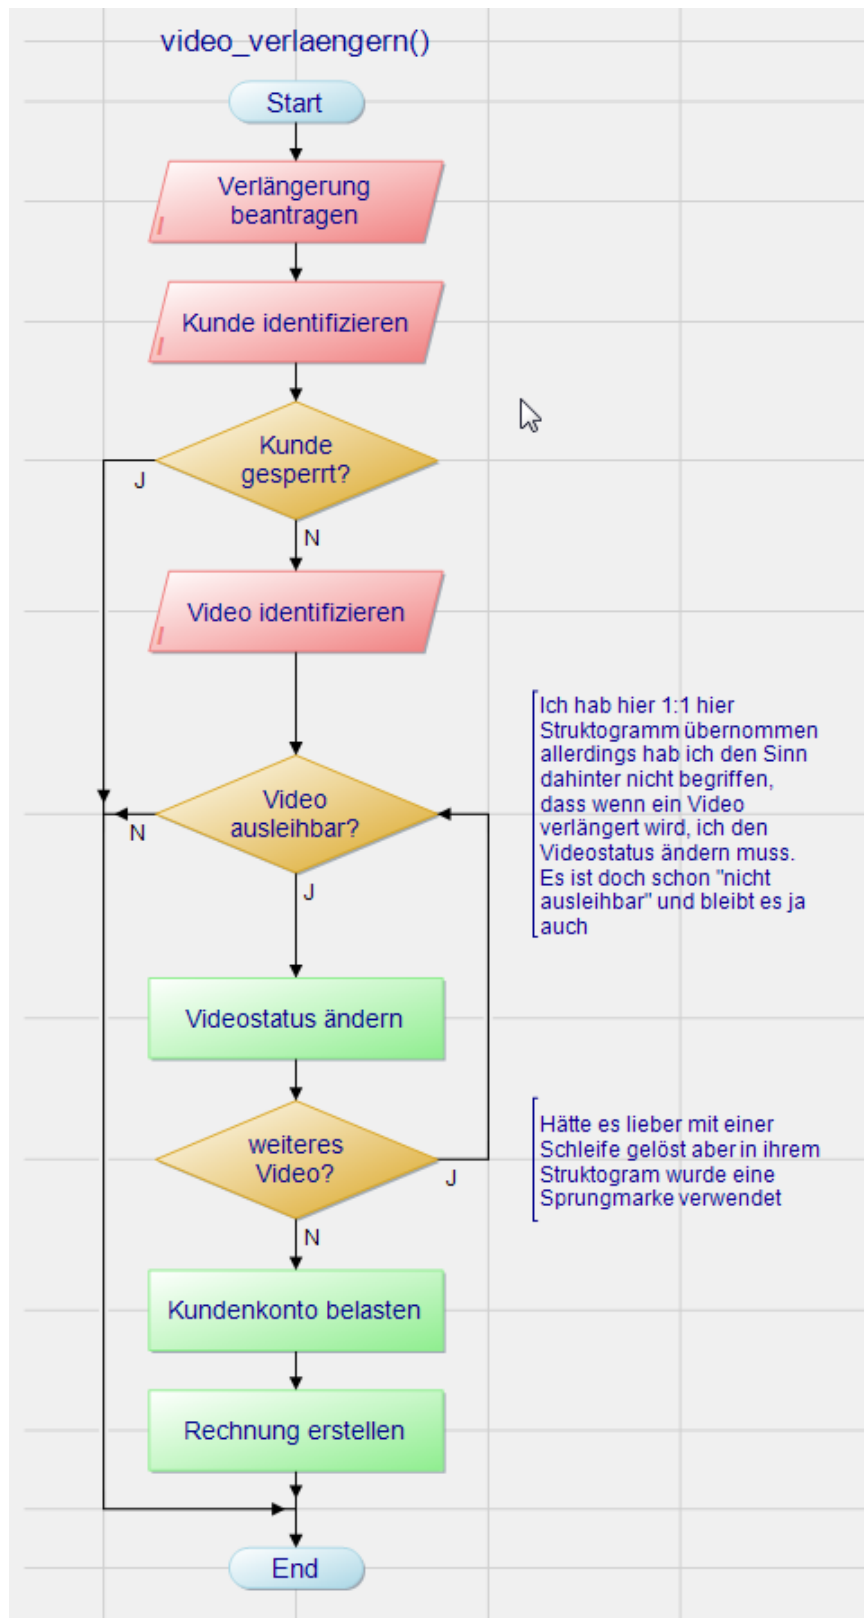 video_verlaengern()
Start
Verlängerung
beantragen
I
Kunde identifizieren
I
Kunde
gesperrt?
J
N
Video identifizieren
I
Ich hab hier 1:1 hier
Struktogramm übernommen
allerdings hab ich den Sinn
dahinter nicht begriffen,
dass wenn ein Video
verlängert wird, ich den
Videostatus ändern muss.
Es ist doch schon "nicht
ausleihbar" und bleibt es ja
auch
Video
ausleihbar?
N
J
Videostatus ändern
weiteres
Video?
J
N
Hätte es lieber mit einer
Schleife gelöst aber in ihrem
Struktogram wurde eine
Sprungmarke verwendet
Kundenkonto belasten
Rechnung erstellen
End